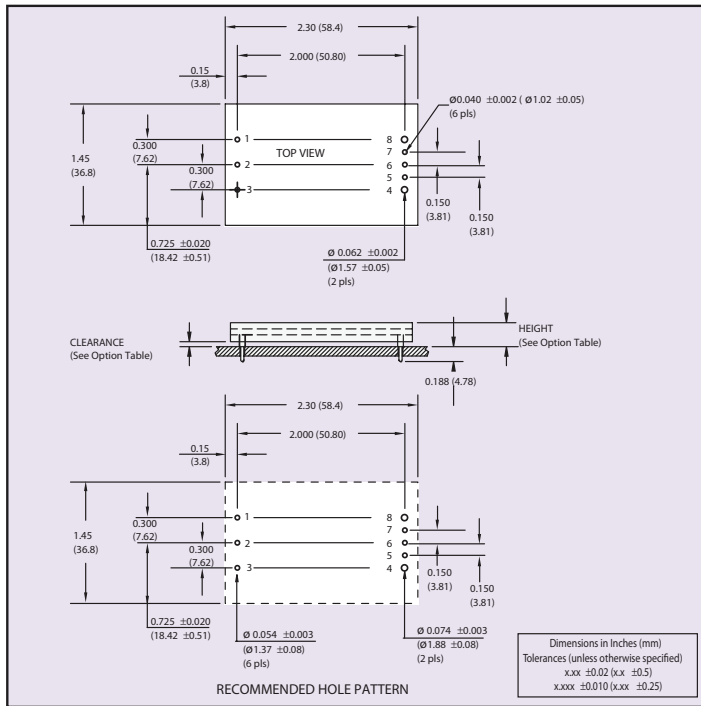 2.30 (58.4)
2.000 (50.80)
0.15
(3.8)
Ø0.040 ±0.002 ( Ø1.02 ±0.05)
(6 pls)
1.45
(36.8)
0.300
(7.62)
0.300
(7.62)
0.725 ±0.020
(18.42 ±0.51)
1
2
3
TOP VIEW
8
7
6
5
4
0.150
(3.81)
0.150
(3.81)
Ø 0.062 ±0.002
(Ø1.57 ±0.05)
(2 pls)
CLEARANCE
(See Option Table)
HEIGHT
(See Option Table)
0.188 (4.78)
2.30 (58.4)
2.000 (50.80)
0.15
(3.8)
1.45
(36.8)
0.300
(7.62)
0.300
(7.62)
0.725 ±0.020
(18.42 ±0.51)
1
2
3
8
7
6
5
4
0.150
(3.81)
0.150
(3.81)
Ø 0.054 ±0.003
(Ø1.37 ±0.08)
(6 pls)
Ø 0.074 ±0.003
(Ø1.88 ±0.08)
(2 pls)
RECOMMENDED HOLE PATTERN
Dimensions in Inches (mm)
Tolerances (unless otherwise specified)
x.xx ±0.02 (x.x ±0.5)
x.xxx ±0.010 (x.xx ±0.25)